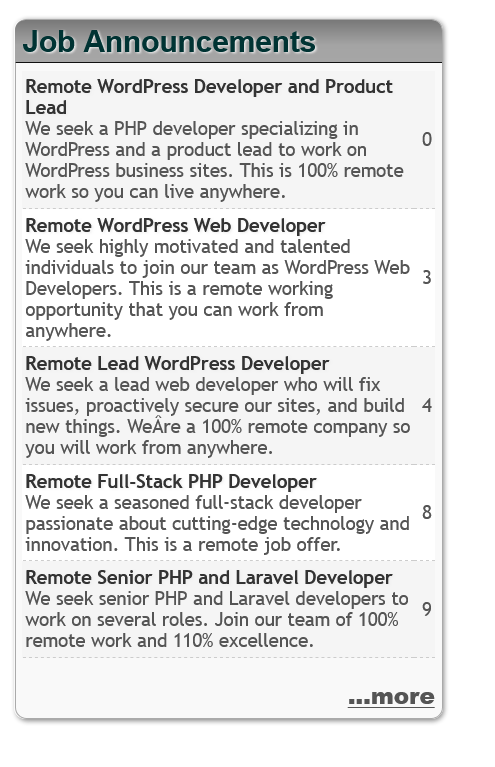 Job Announcements
Remote WordPress Developer and Product
Lead
We seek a PHP developer specializing in
WordPress and a product lead to work on
WordPress business sites. This is 100% remote
work so you can live anywhere.
0
Remote WordPress Web Developer
We seek highly motivated and talented
individuals to join our team as WordPress Web
Developers. This is a remote working
opportunity that you can work from
anywhere.
3
Remote Lead WordPress Developer
We seek a lead web developer who will fix
issues, proactively secure our sites, and build
new things. WeÂre a 100% remote company so
you will work from anywhere.
4
Remote Full-Stack PHP Developer
We seek a seasoned full-stack developer
passionate about cutting-edge technology and
innovation. This is a remote job offer.
8
Remote Senior PHP and Laravel Developer
We seek senior PHP and Laravel developers to
work on several roles. Join our team of 100%
remote work and 110% excellence.
9
...more